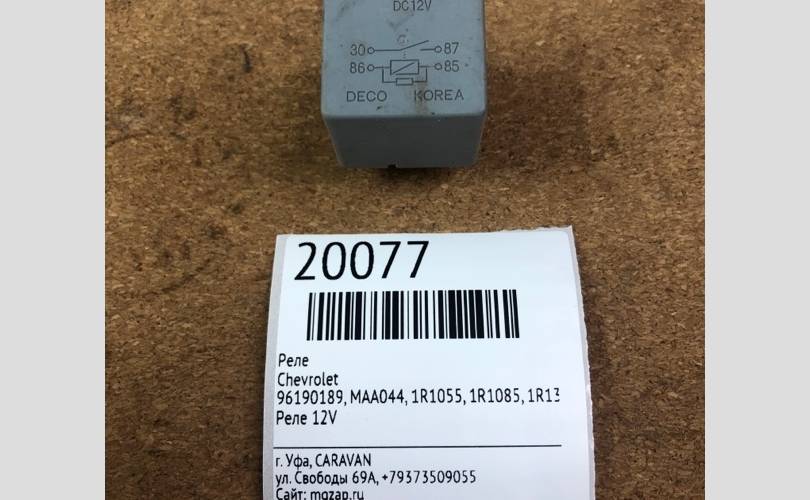 DC12V
30 87
86 85
DECO KOREA
20077
Реле
Chevrolet
96190189, MAA044, 1R1055, 1R1085, 1R13
Реле 12V
г. Уфа, CARAVAN
ул. Свободы 69А, +79373509055
Сайт: mgzap.ru